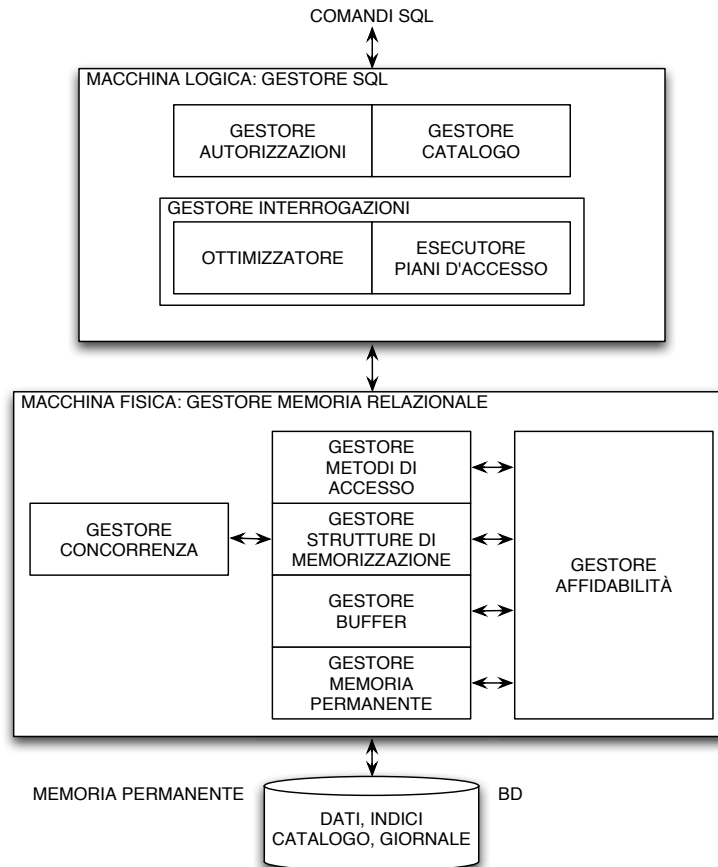 COMANDI SQL
MACCHINA LOGICA: GESTORE SQL
GESTORE
AUTORIZZAZIONI
GESTORE
CATALOGO
GESTORE INTERROGAZIONI
OTTIMIZZATORE
ESECUTORE
PIANI D'ACCESSO
MACCHINA FISICA: GESTORE MEMORIA RELAZIONALE
GESTORE
METODI DI
ACCESSO
GESTORE
CONCORRENZA
GESTORE
STRUTTURE DI
MEMORIZZAZIONE
GESTORE
AFFIDABILITÀ
GESTORE
BUFFER
GESTORE
MEMORIA
PERMANENTE
MEMORIA PERMANENTE
BD
DATI, INDICI
CATALOGO, GIORNALE